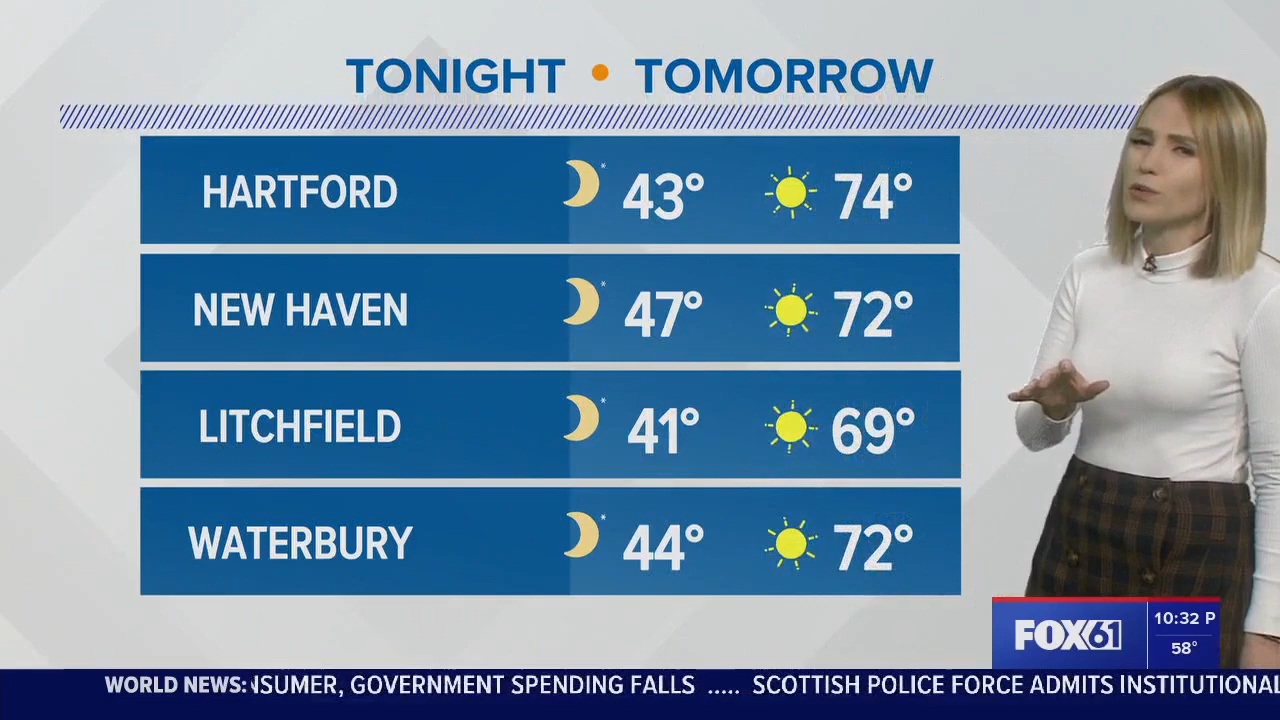 TONIGHT • TOMORROW
HARTFORD 43° 74°
NEW HAVEN 47° 72°
LITCHFIELD 41° 69°
WATERBURY 44° 72°
FOX61 10:32 P
58°
WORLD NEWS: NSUMER, GOVERNMENT SPENDING FALLS ..... SCOTTISH POLICE FORCE ADMITS INSTITUTIONAL